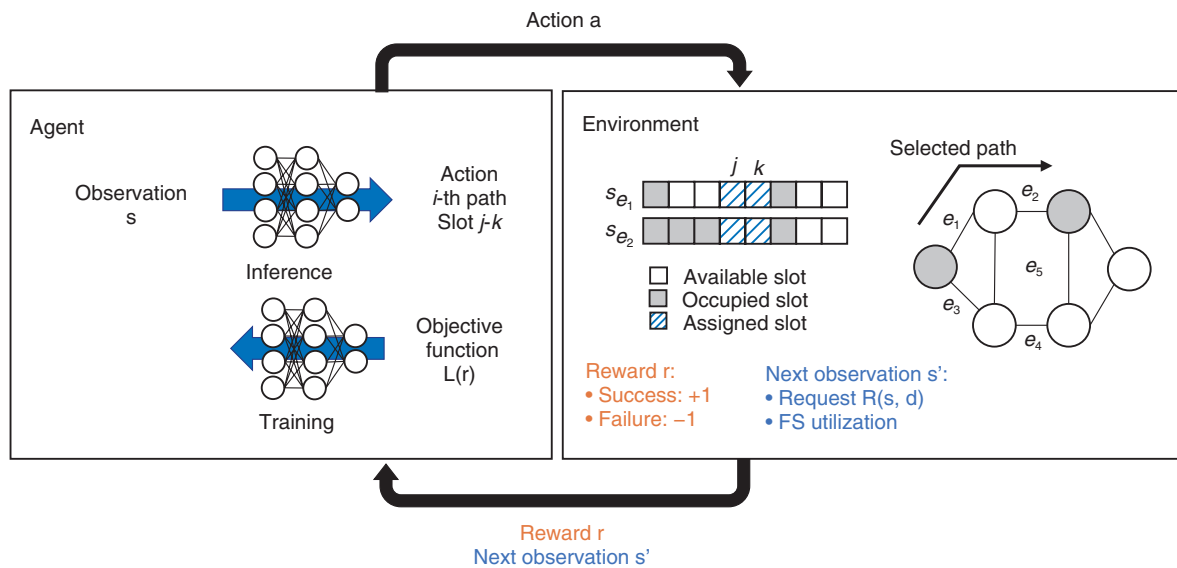 Action a
Agent
Observation
s
Action
i-th path
Slot j-k
Inference
Objective
function
L(r)
Training
Environment
j k
s e1
s e2
Available slot
Occupied slot
Assigned slot
Selected path
e1
e2
e5
e3
e4
Reward r:
• Success: +1
• Failure: −1
Next observation s’:
• Request R(s, d)
• FS utilization
Reward r
Next observation s’